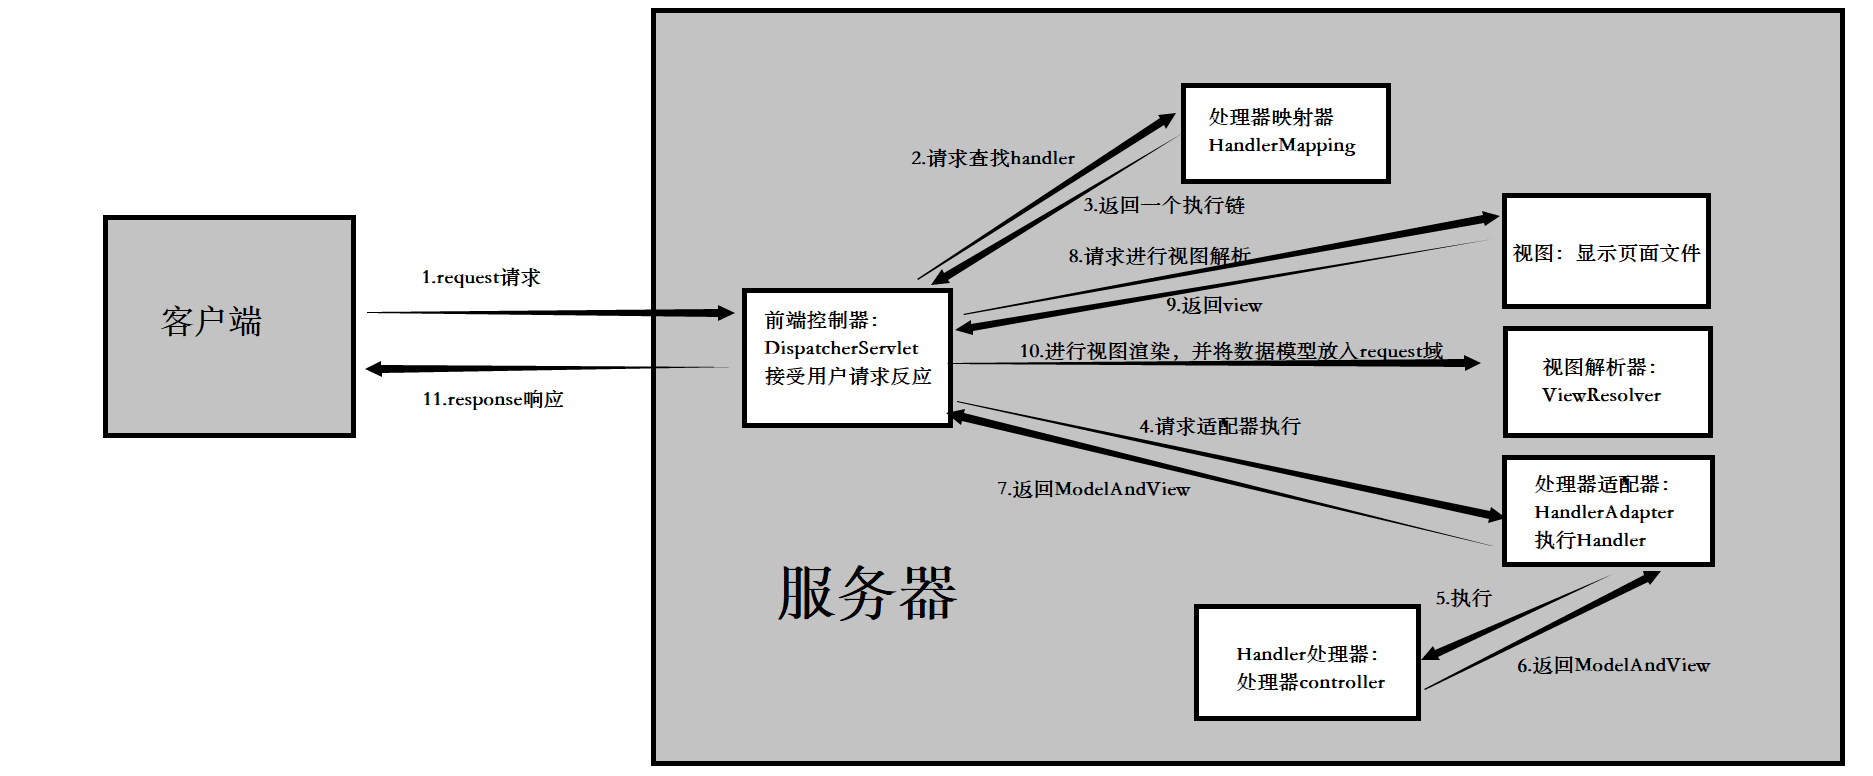 处理器映射器
HandlerMapping
2.请求查找handler
3.返回一个执行链
8.请求进行视图解析
视图：显示页面文件
1.request请求
9.返回view
客户端
前端控制器：
DispatcherServlet
接受用户请求反应
10.进行视图渲染，并将数据模型放入request域
视图解析器：
ViewResolver
11.response响应
4.请求适配器执行
7.返回ModelAndView
处理器适配器：
HandlerAdapter
执行Handler
服务器
5.执行
Handler处理器：
处理器controller
6.返回ModelAndView